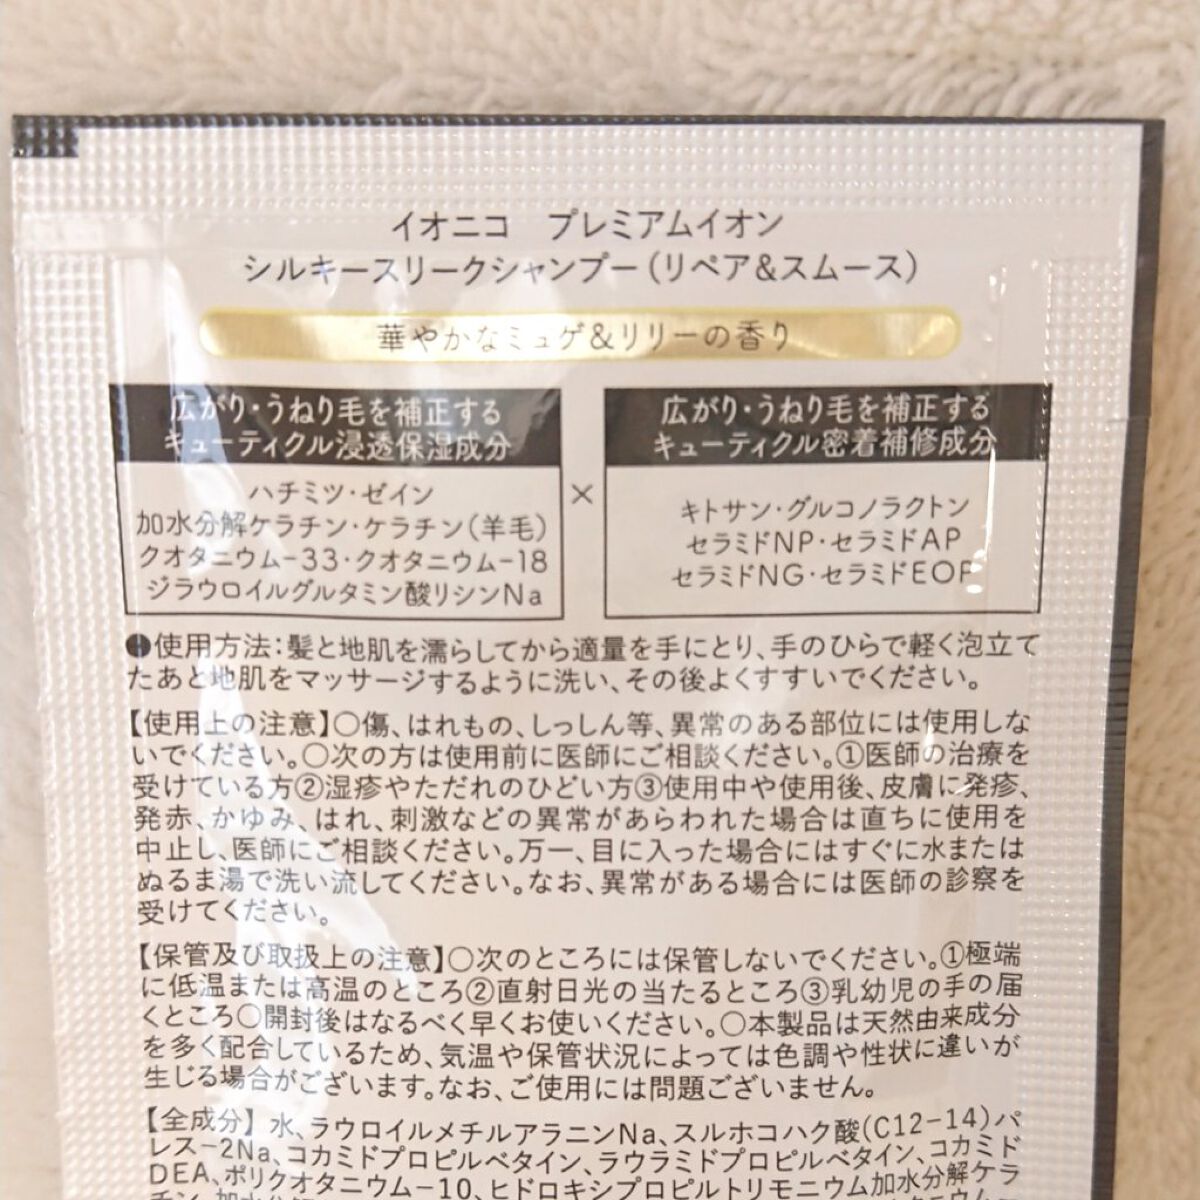 イオニコ　プレミアムイオン
シルキースリークシャンプー（リペア＆スムース）
華やかなミュゲ＆リリーの香り
広がり・うねり毛を補正する
キューティクル浸透保湿成分
ハチミツ・ゼイン
加水分解ケラチン・ケラチン（羊毛）
クオタニウム-33・クオタニウム-18
ジラウロイルグルタミン酸リシンNa
×
広がり・うねり毛を補正する
キューティクル密着補修成分
キトサン・グルコノラクトン
セラミドNP・セラミドAP
セラミドNG・セラミドEOP
●使用方法：髪と地肌を濡らしてから適量を手にとり、手のひらで軽く泡立て
たあと地肌をマッサージするように洗い、その後よくすすいでください。
【使用上の注意】○傷、はれもの、しっしん等、異常のある部位には使用しな
いでください。○次の方は使用前に医師にご相談ください。①医師の治療を
受けている方②湿疹やただれのひどい方③使用中や使用後、皮膚に発疹、
発赤、かゆみ、はれ、刺激などの異常があらわれた場合は直ちに使用を
中止し、医師にご相談ください。万一、目に入った場合にはすぐに水または
ぬるま湯で洗い流してください。なお、異常がある場合には医師の診察を
受けてください。
【保管及び取扱上の注意】○次のところには保管しないでください。①極端
に低温または高温のところ②直射日光の当たるところ③乳幼児の手の届
くところ○開封後はなるべく早くお使いください。○本製品は天然由来成分
を多く配合しているため、気温や保管状況によっては色調や性状に違いが
生じる場合がございます。なお、ご使用には問題ございません。
【全成分】水、ラウロイルメチルアラニンNa、スルホコハク酸(C12-14)パ
レス-2Na、コカミドプロピルベタイン、ラウラミドプロピルベタイン、コカミド
DEA、ポリクオタニウム-10、ヒドロキシプロピルトリモニウム加水分解ケラ